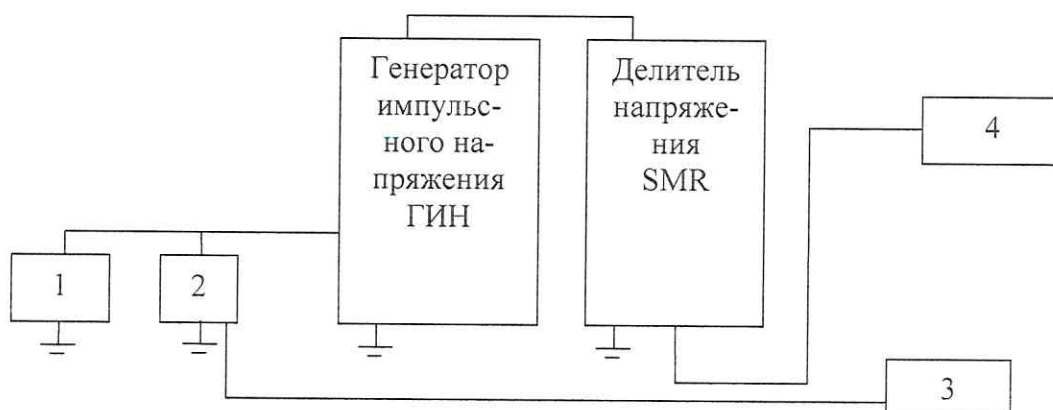 Генератор
импульс-
ного на-
пряжения
ГИН
Делитель
напряже-
ния
SMR
4
1
2
3